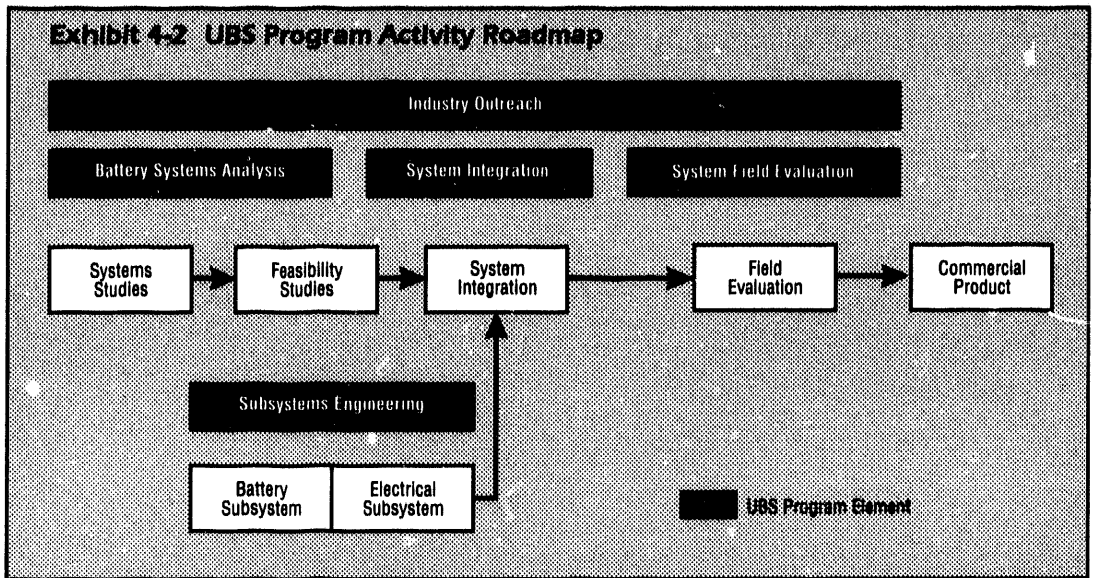 Exhibit 4-2 UBS Program Activity Roadmap
Industry Outreach
Battery Systems Analysis
System Integration
System Field Evaluation
Systems
Studies
Feasibility
Studies
System
Integration
Field
Evaluation
Commercial
Product
Subsystems Engineering
Battery
Subsystem
Electrical
Subsystem
UBS Program Element